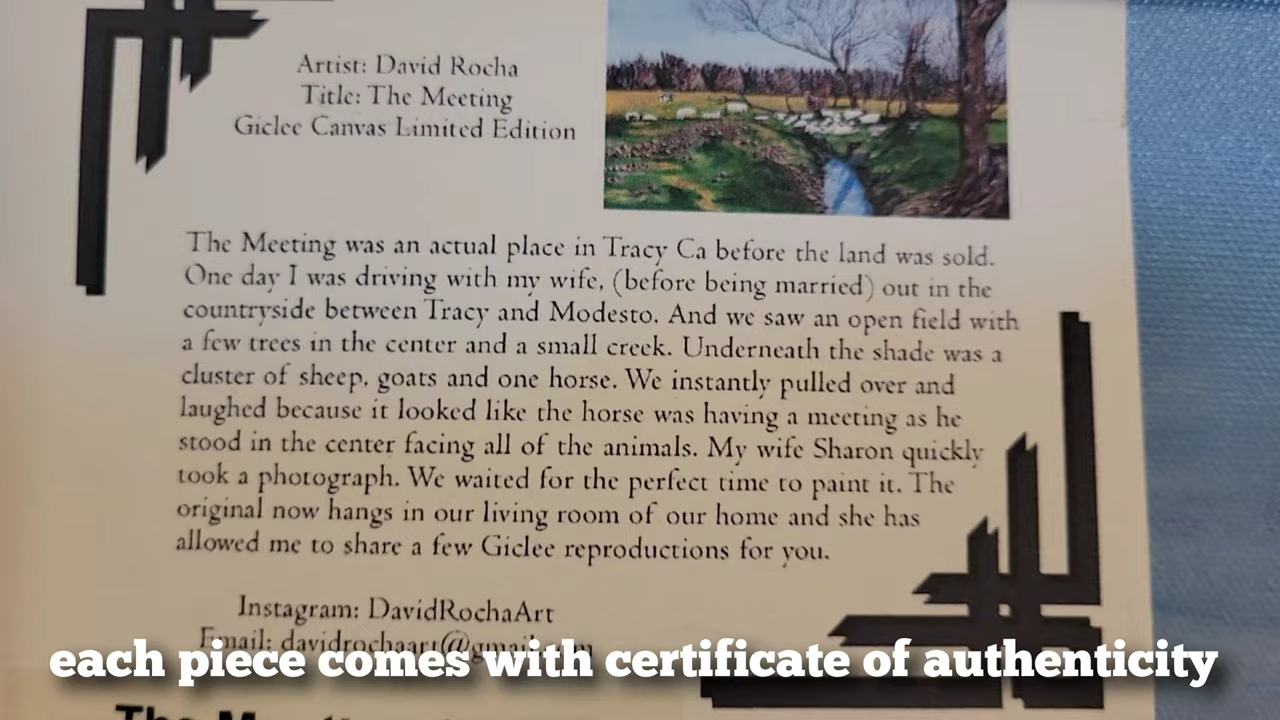 Artist: David Rocha
Title: The Meeting
Giclee Canvas Limited Edition
The Meeting was an actual place in Tracy Ca before the land was sold.
One day I was driving with my wife, (before being married) out in the
countryside between Tracy and Modesto. And we saw an open field with
a few trees in the center and a small creek. Underneath the shade was a
cluster of sheep, goats and one horse. We instantly pulled over and
laughed because it looked like the horse was having a meeting as he
stood in the center facing all of the animals. My wife Sharon quickly
took a photograph. We waited for the perfect time to paint it. The
original now hangs in our living room of our home and she has
allowed me to share a few Giclee reproductions for you.
Instagram: DavidRochaArt
Email: davidrochaart@gmail.com
each piece comes with certificate of authenticity
The